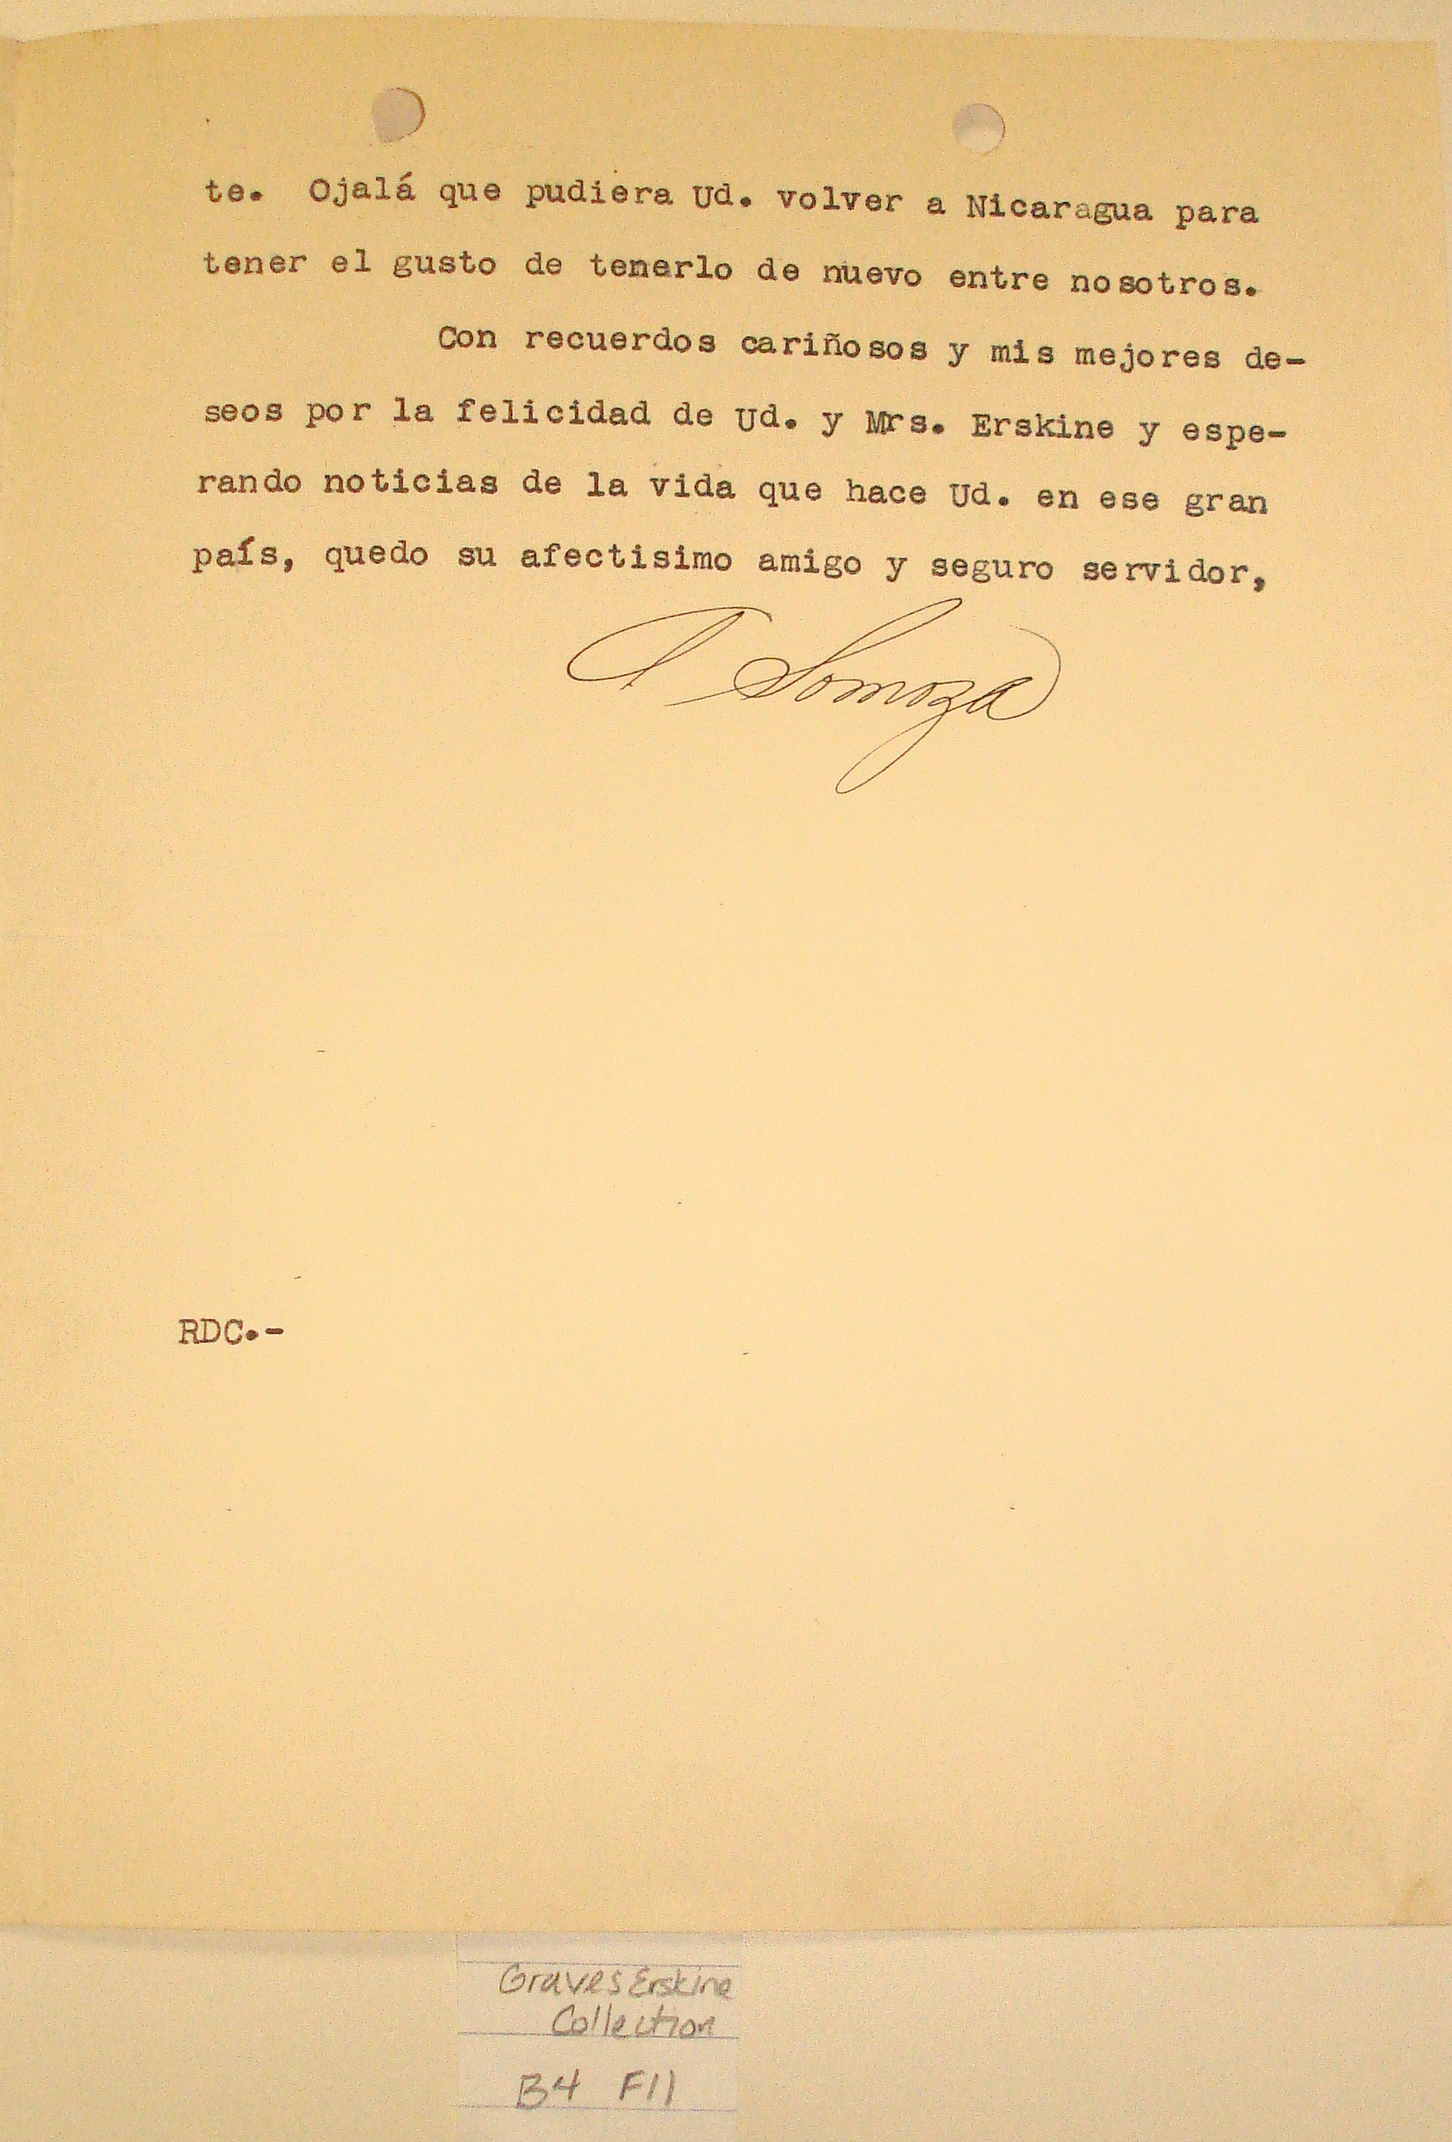 te. Ojalá que pudiera Ud. volver a Nicaragua para
tener el gusto de tenerlo de nuevo entre nosotros.
Con recuerdos cariñosos y mis mejores de-
seos por la felicidad de Ud. y Mrs. Erskine y espe-
rando noticias de la vida que hace Ud. en ese gran
país, quedo su afectisimo amigo y seguro servidor,
A Somoza
RDC.-
Graves Erskine
Collection
B4 F11